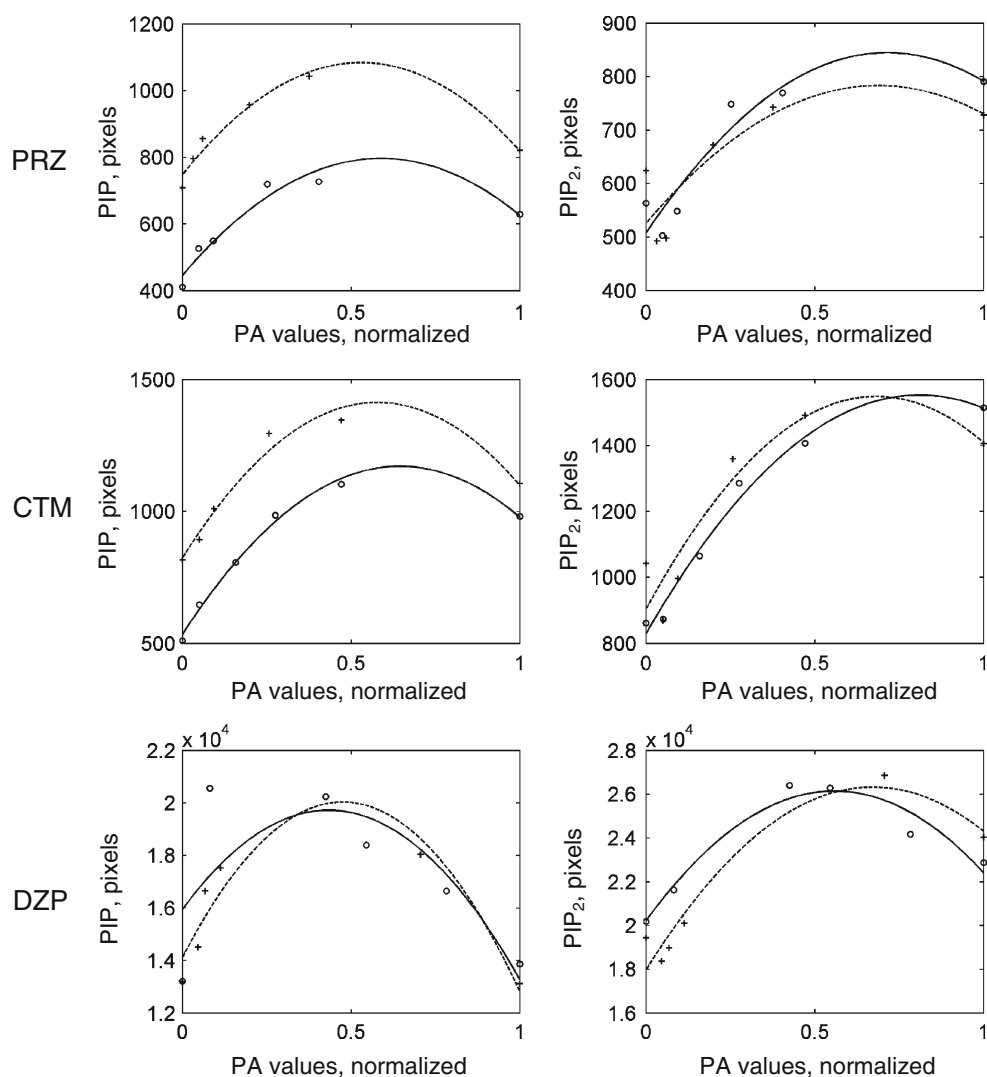 PRZ
PIP, pixels
1200
1000
800
600
400
0
0.5
1
PA values, normalized
PIP₂, pixels
900
800
700
600
500
400
0
0.5
1
PA values, normalized
CTM
PIP, pixels
1500
1000
500
0
0.5
1
PA values, normalized
PIP₂, pixels
1600
1400
1200
1000
800
0
0.5
1
PA values, normalized
DZP
PIP, pixels
x 10⁴
2.2
2
1.8
1.6
1.4
1.2
0
0.5
1
PA values, normalized
PIP₂, pixels
x 10⁴
2.8
2.6
2.4
2.2
2
1.8
1.6
0
0.5
1
PA values, normalized